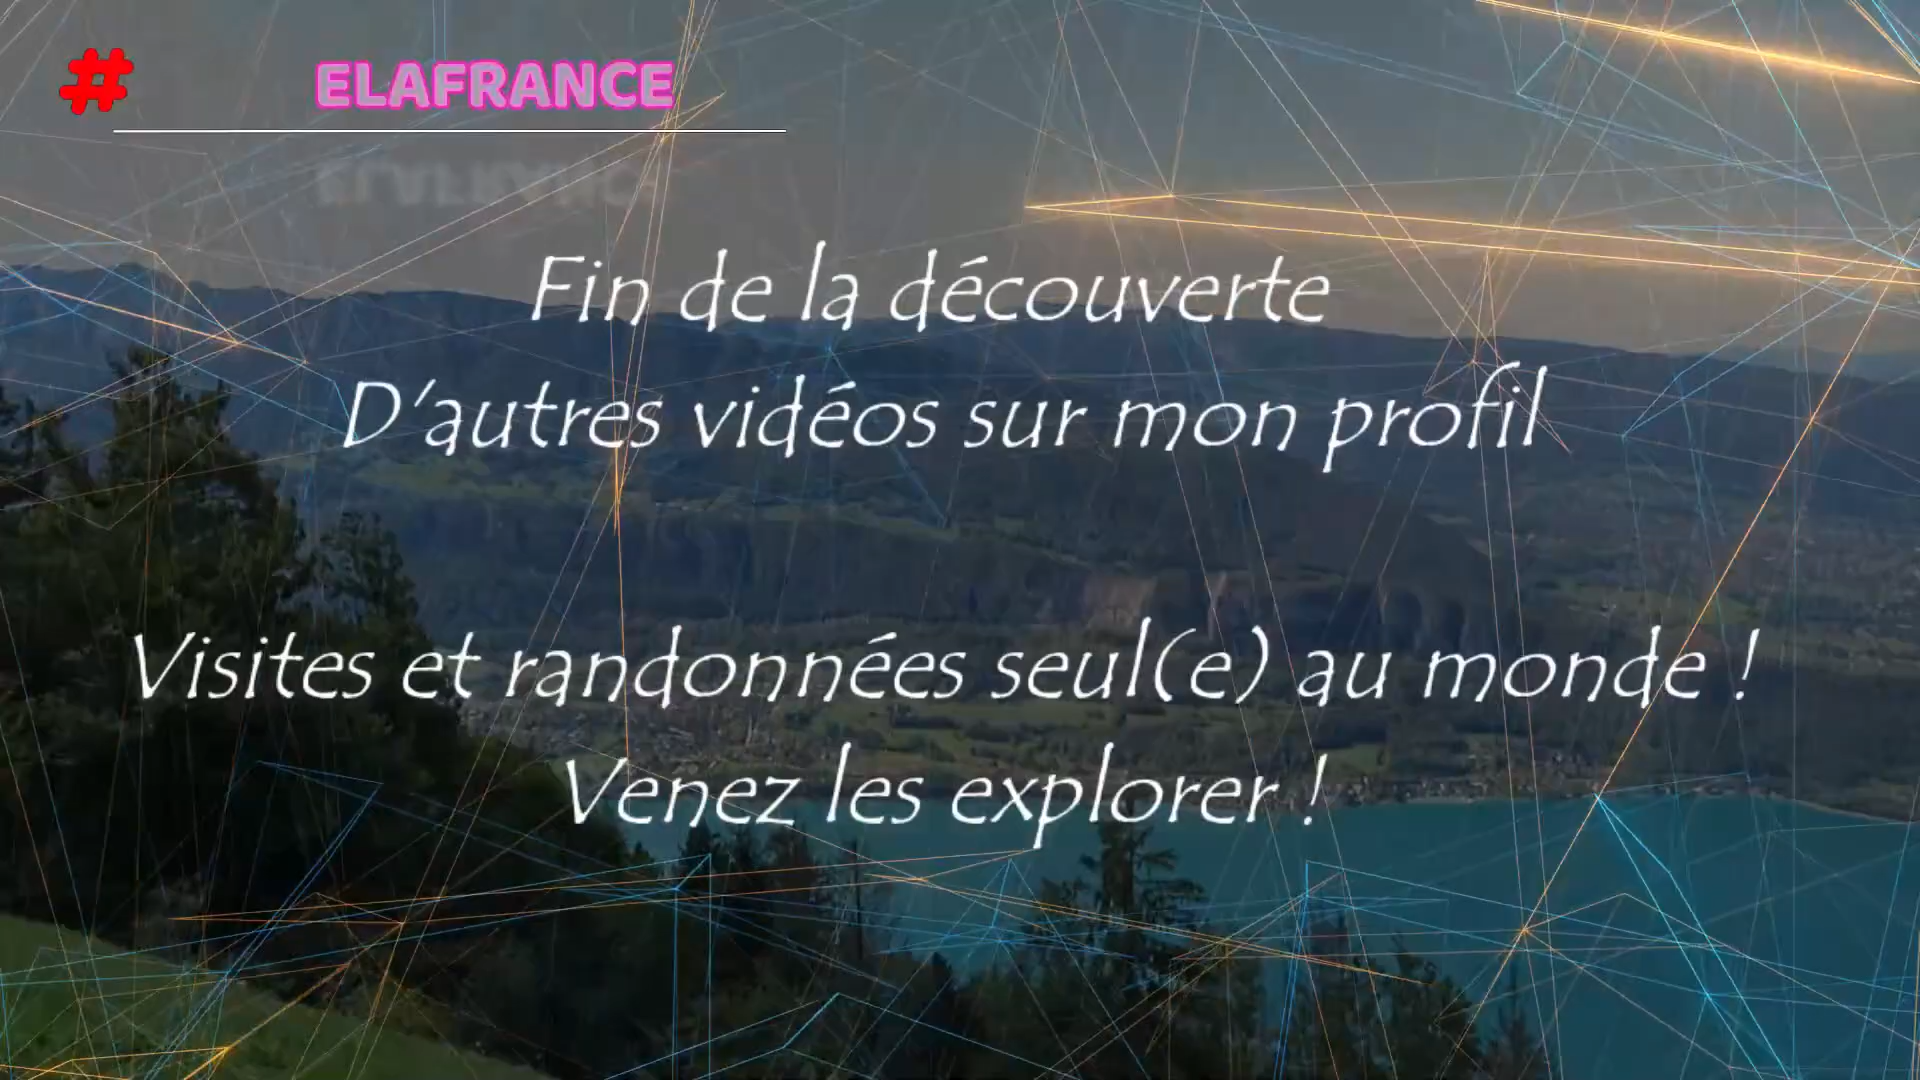 # ELAFRANCE
Fin de la découverte
D'autres vidéos sur mon profil
Visites et randonnées seul(e) au monde !
Venez les explorer !